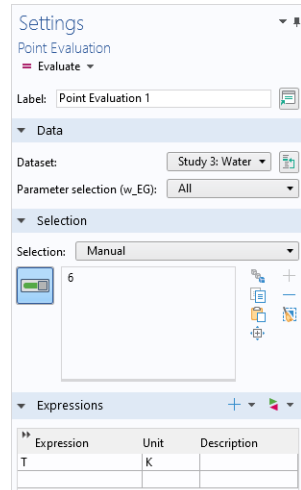 Settings
Point Evaluation
= Evaluate
Label: Point Evaluation 1
Data
Dataset: Study 3: Water
Parameter selection (w_EG): All
Selection
Selection: Manual
6
Expressions
Expression Unit Description
T K